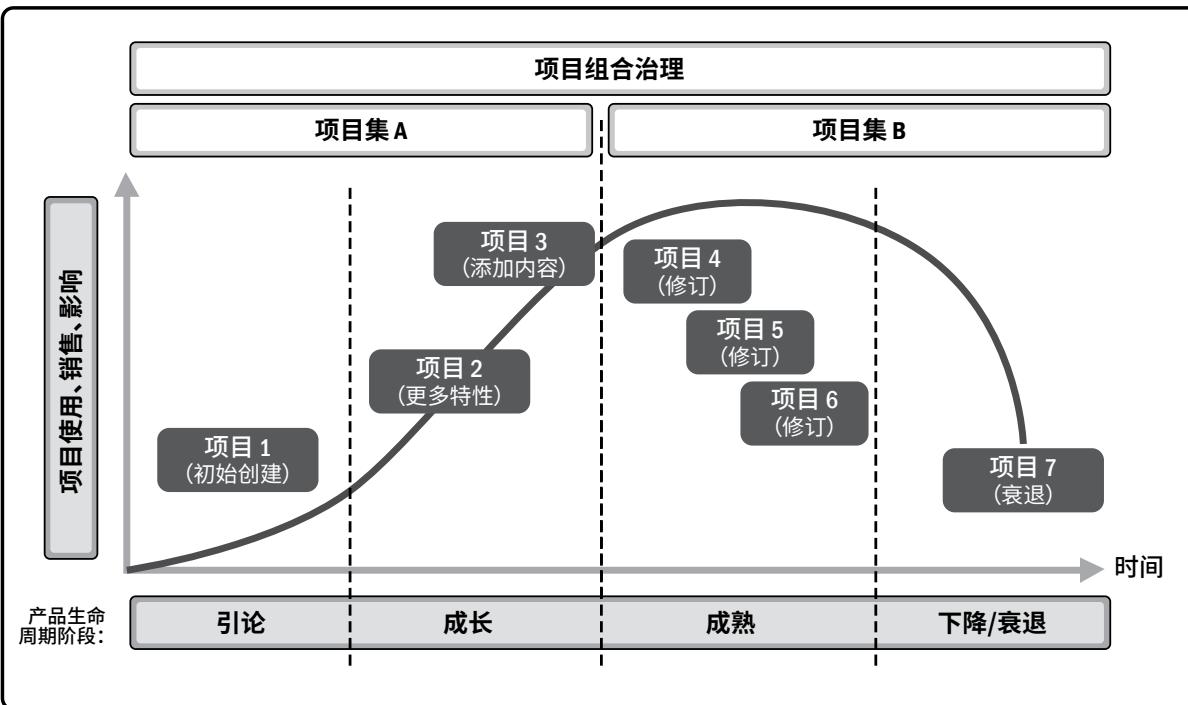 项目组合治理
项目集 A
项目集 B
项目使用、销售、影响
项目 3
(添加内容)
项目 4
(修订)
项目 5
(修订)
项目 2
(更多特性)
项目 6
(修订)
项目 1
(初始创建)
项目 7
(衰退)
时间
产品生命
周期阶段:
引论
成长
成熟
下降/衰退